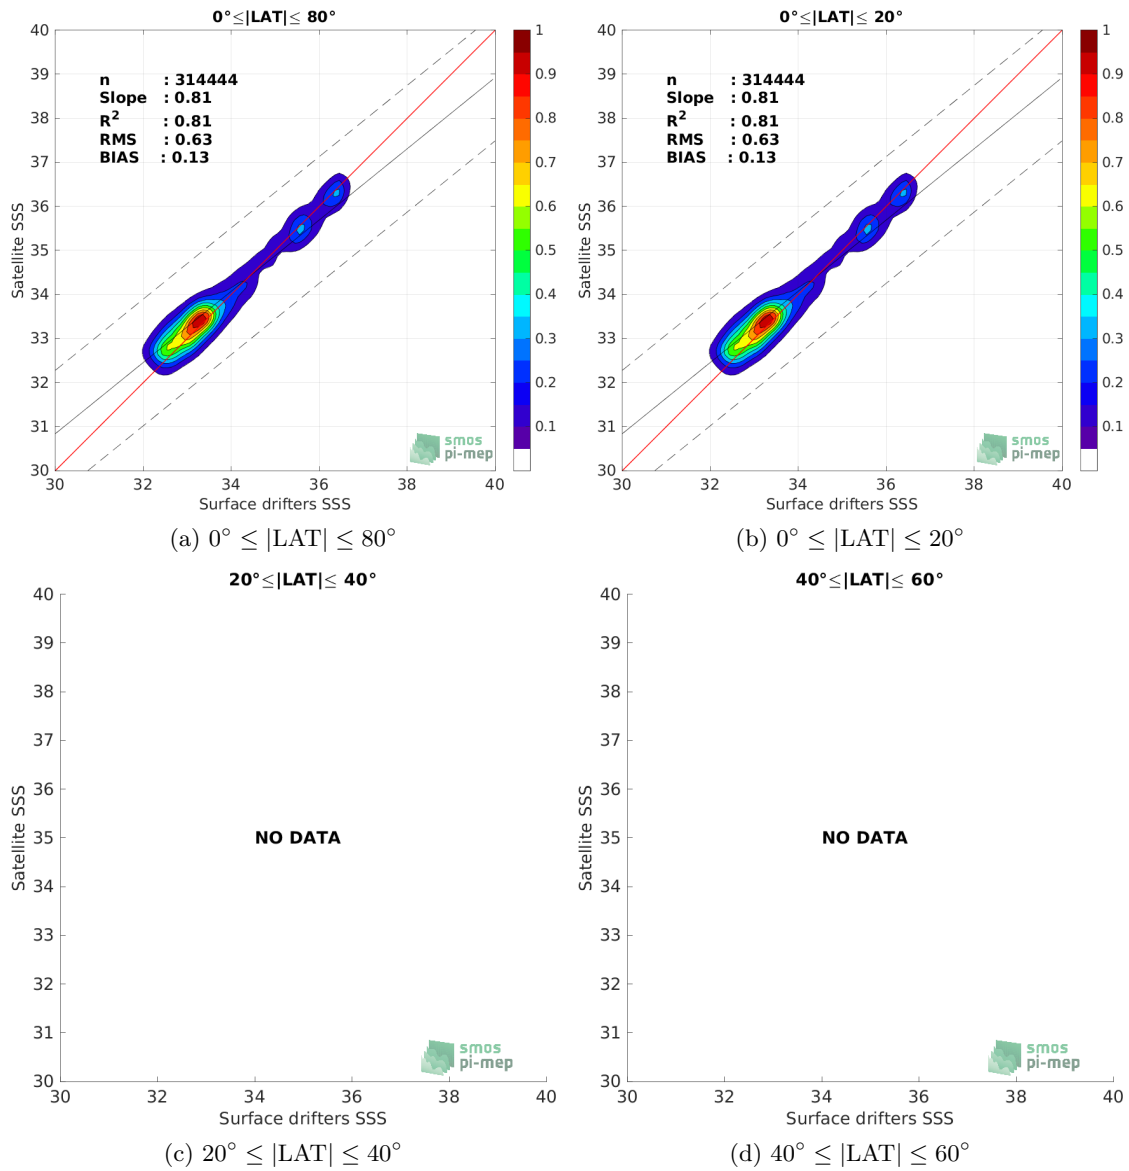 0°≤|LAT|≤ 80°
40
39
38
37
36
35
34
33
32
31
30
Satellite SSS
n : 314444
Slope : 0.81
R² : 0.81
RMS : 0.63
BIAS : 0.13
smos
pi-mep
30 32 34 36 38 40
Surface drifters SSS
1
0.9
0.8
0.7
0.6
0.5
0.4
0.3
0.2
0.1
(a) 0° ≤ |LAT| ≤ 80°
0°≤|LAT|≤ 20°
40
39
38
37
36
35
34
33
32
31
30
Satellite SSS
n : 314444
Slope : 0.81
R² : 0.81
RMS : 0.63
BIAS : 0.13
smos
pi-mep
30 32 34 36 38 40
Surface drifters SSS
1
0.9
0.8
0.7
0.6
0.5
0.4
0.3
0.2
0.1
(b) 0° ≤ |LAT| ≤ 20°
20°≤|LAT|≤ 40°
40
39
38
37
36
35
34
33
32
31
30
Satellite SSS
NO DATA
smos
pi-mep
30 32 34 36 38 40
Surface drifters SSS
(c) 20° ≤ |LAT| ≤ 40°
40°≤|LAT|≤ 60°
40
39
38
37
36
35
34
33
32
31
30
Satellite SSS
NO DATA
smos
pi-mep
30 32 34 36 38 40
Surface drifters SSS
(d) 40° ≤ |LAT| ≤ 60°